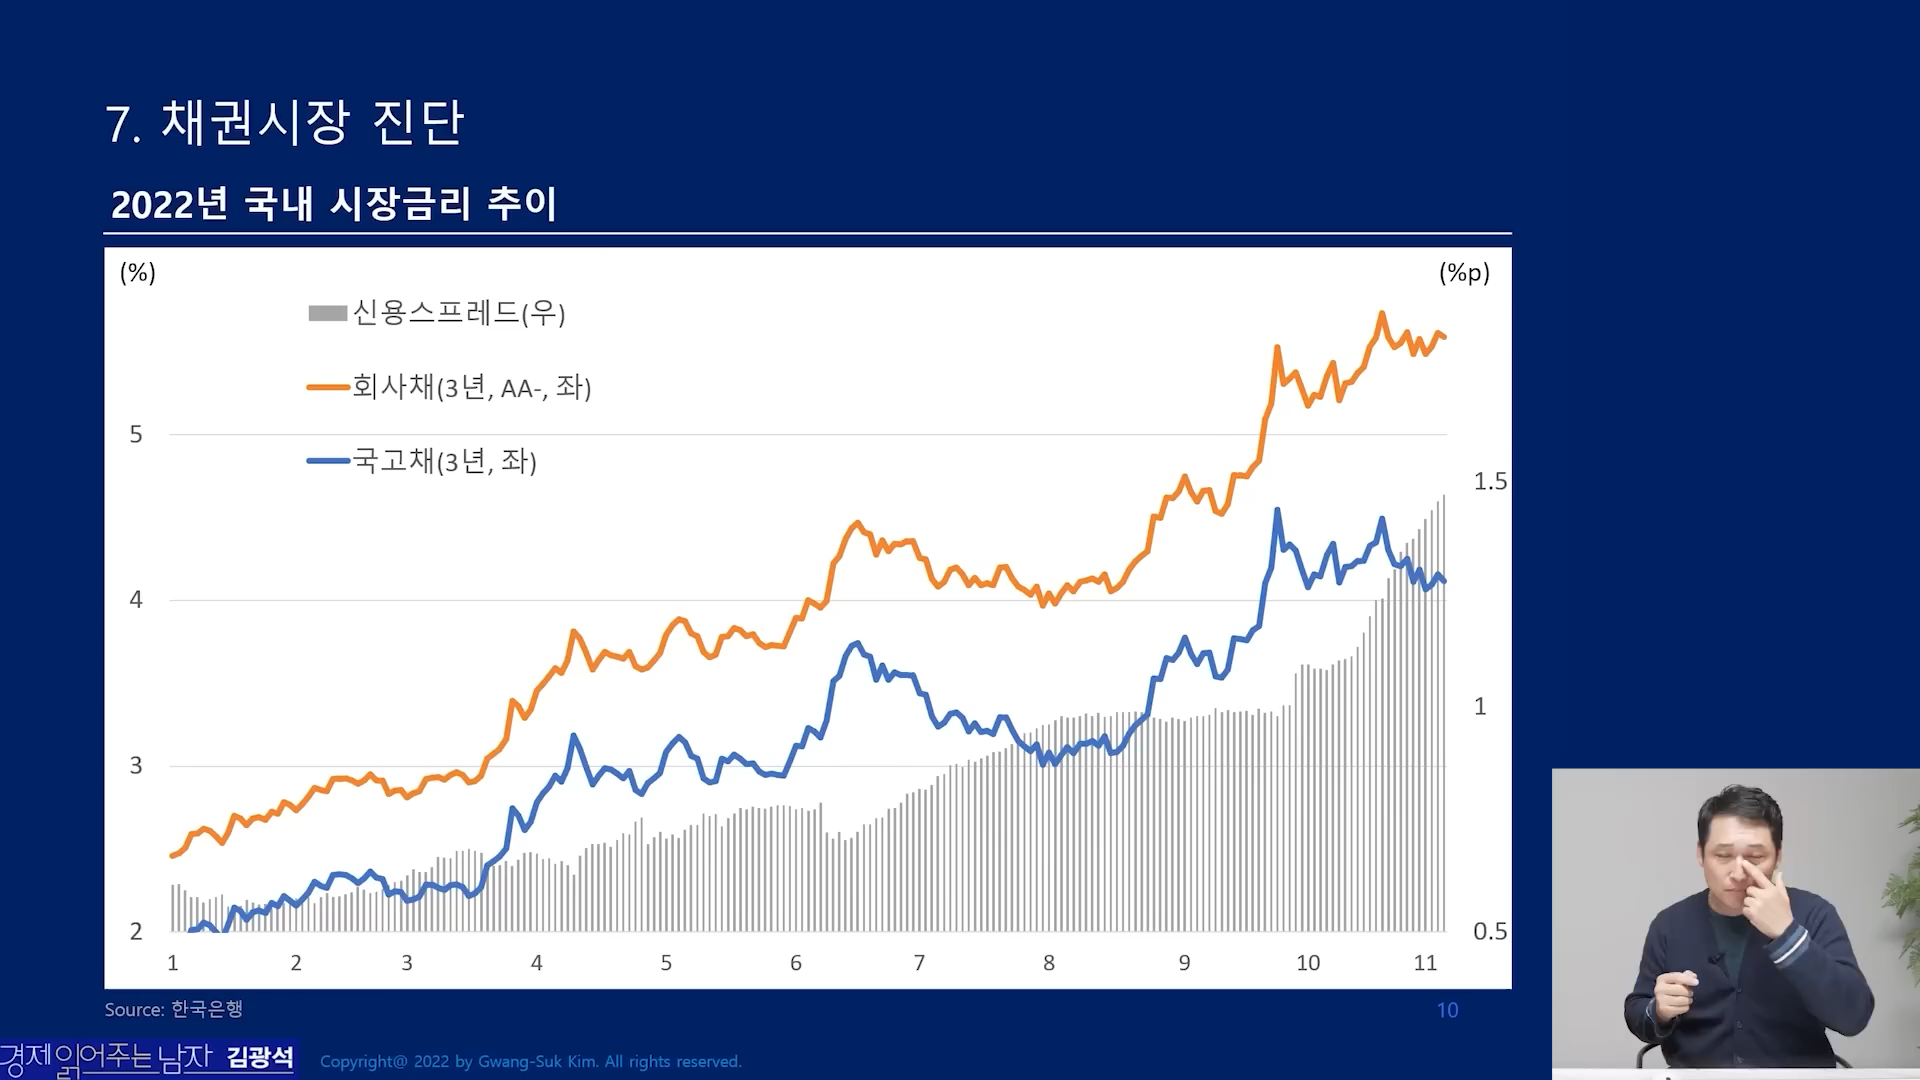 7. 채권시장 진단
2022년 국내 시장금리 추이
(%)
(%p)
신용스프레드(우)
회사채(3년, AA-, 좌)
국고채(3년, 좌)
5
4
3
2
1.5
1
0.5
1 2 3 4 5 6 7 8 9 10 11
Source: 한국은행
10
경제 읽어주는 남자 김광석
Copyright@ 2022 by Gwang-Suk Kim. All rights reserved.